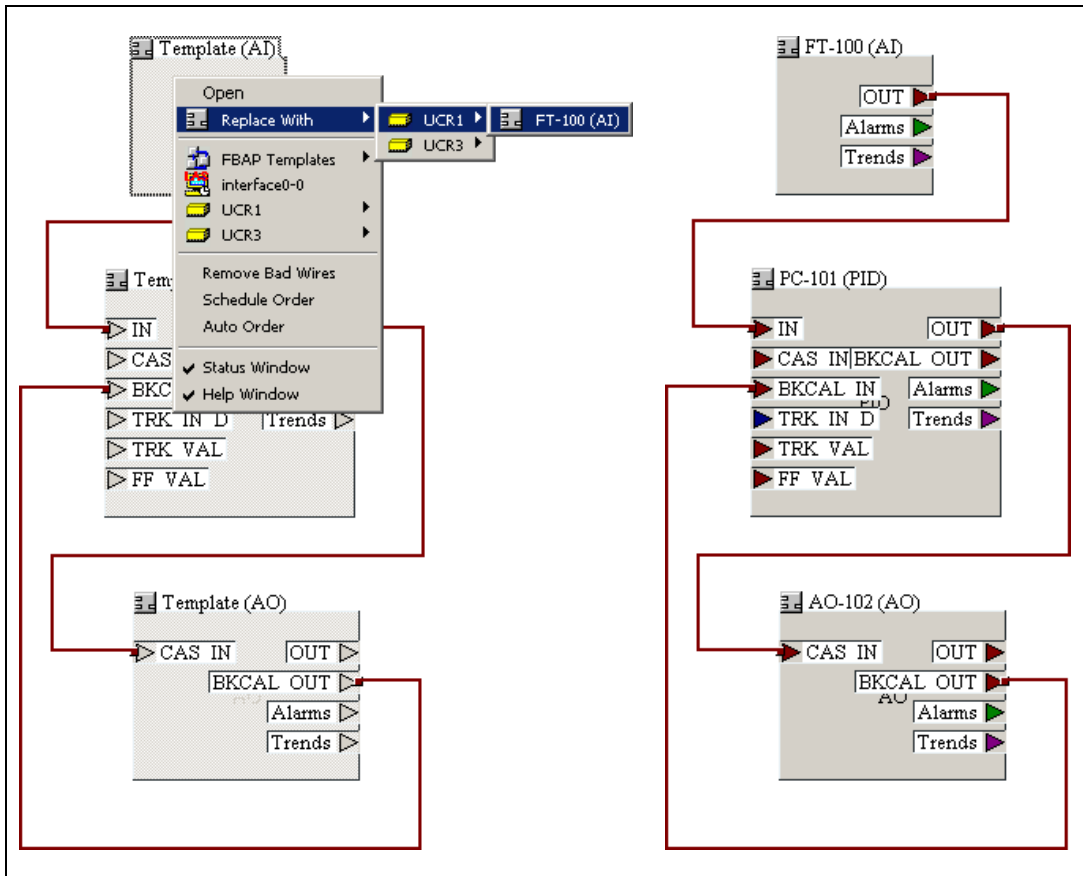 Template (AI)
Open
Replace With
UCR1
FT-100 (AI)
UCR3
FBAP Templates
interface0-0
UCR1
UCR3
Remove Bad Wires
Schedule Order
Auto Order
Status Window
Help Window
Tem
IN
CAS
BKC
TRK IN D
Trends
TRK VAL
FF VAL
Template (AO)
CAS IN
OUT
BKCAL OUT
AO
Alarms
Trends
FT-100 (AI)
OUT
Alarms
Trends
PC-101 (PID)
IN
OUT
CAS IN
BKCAL OUT
BKCAL IN
Alarms
PID
TRK IN D
Trends
TRK VAL
FF VAL
AO-102 (AO)
CAS IN
OUT
BKCAL OUT
AO
Alarms
Trends